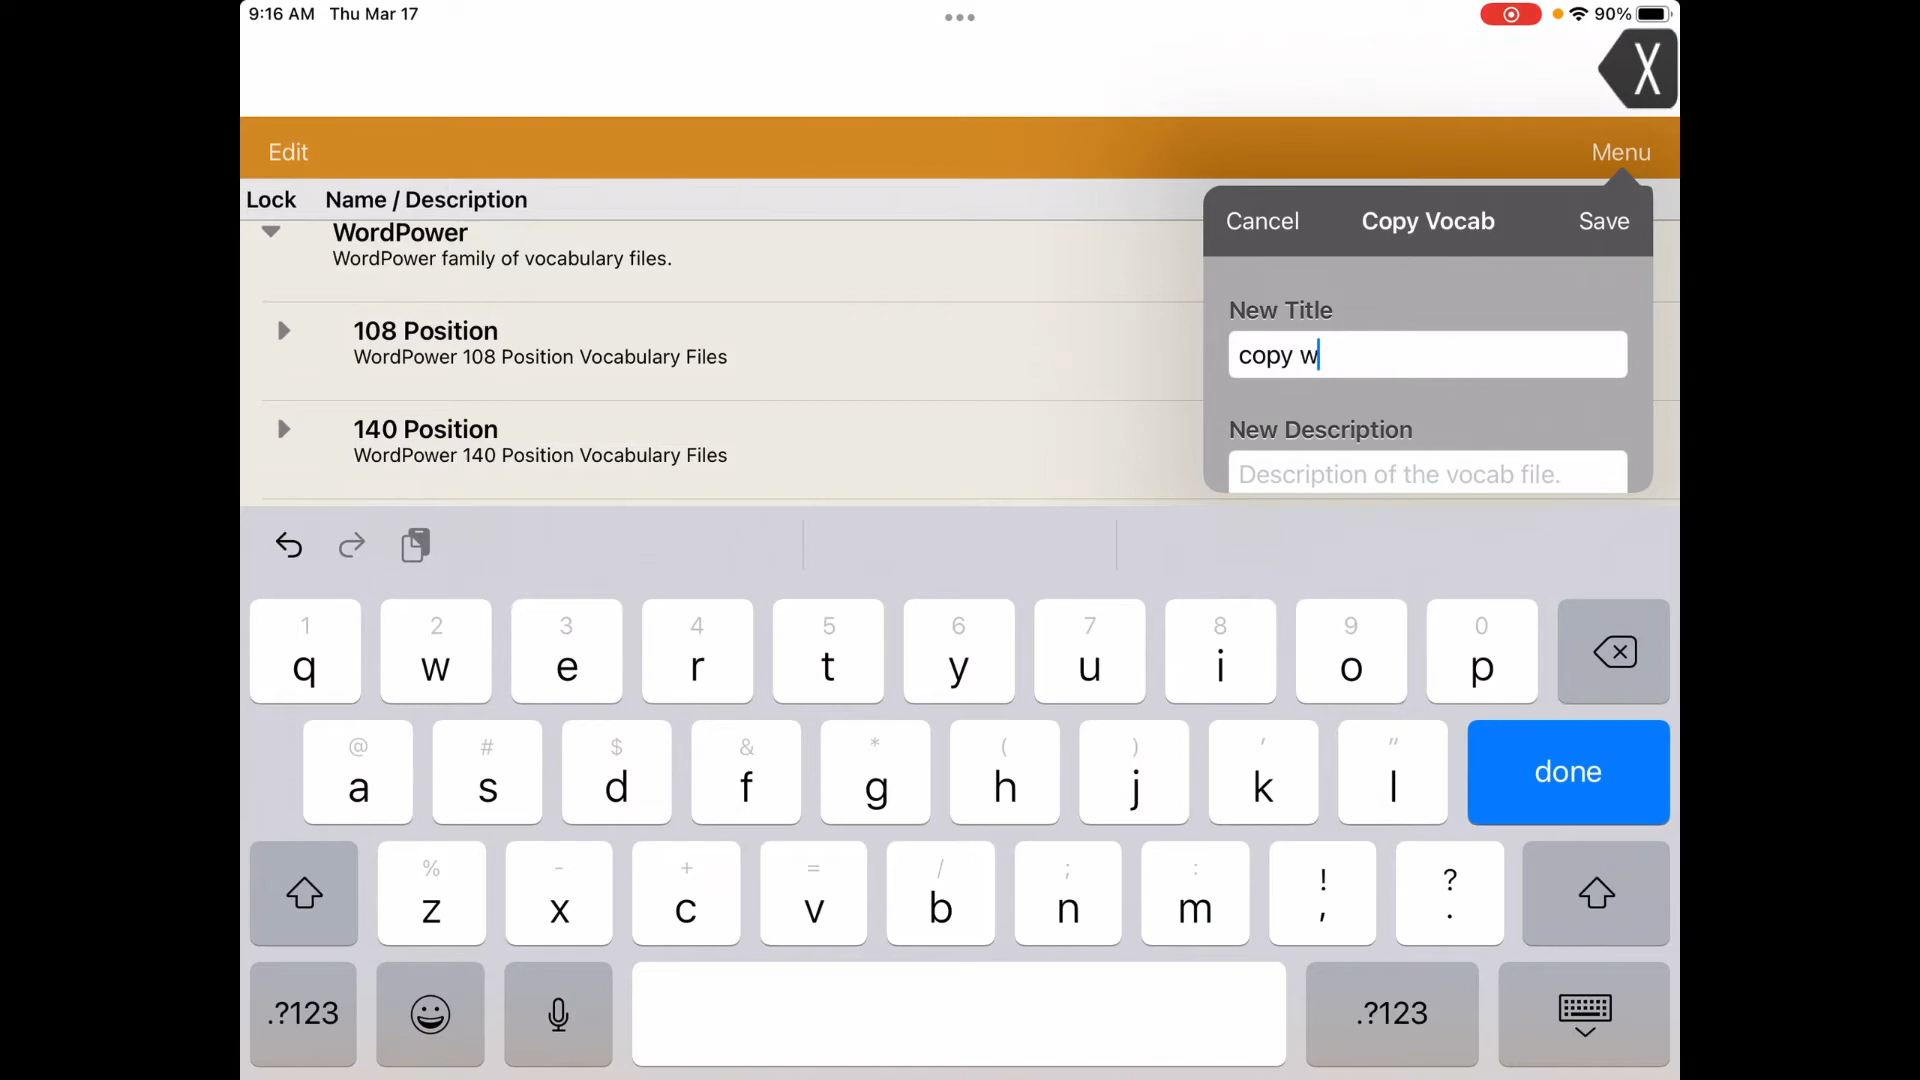 9:16 AM Thu Mar 17
90%
X
Edit
Menu
Lock Name / Description
Cancel Copy Vocab Save
WordPower
WordPower family of vocabulary files.
New Title
copy w
108 Position
WordPower 108 Position Vocabulary Files
New Description
Description of the vocab file.
140 Position
WordPower 140 Position Vocabulary Files
1 2 3 4 5 6 7 8 9 0
q w e r t y u i o p
@ # $ & * ( ) ' "
a s d f g h j k l done
% - + = / ; : ! ?
z x c v b n m , .
.?123 .?123